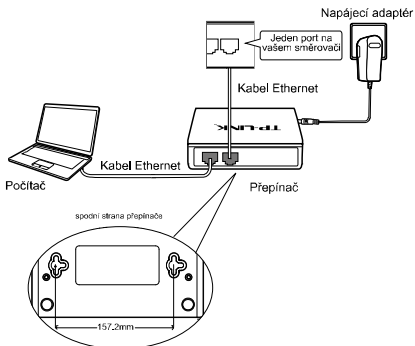 Napájecí adaptér
Jeden port na
vašem směrovači
Kabel Ethernet
TP-LINK
Kabel Ethernet
Počítač
Přepínač
spodní strana přepínače
157.2mm